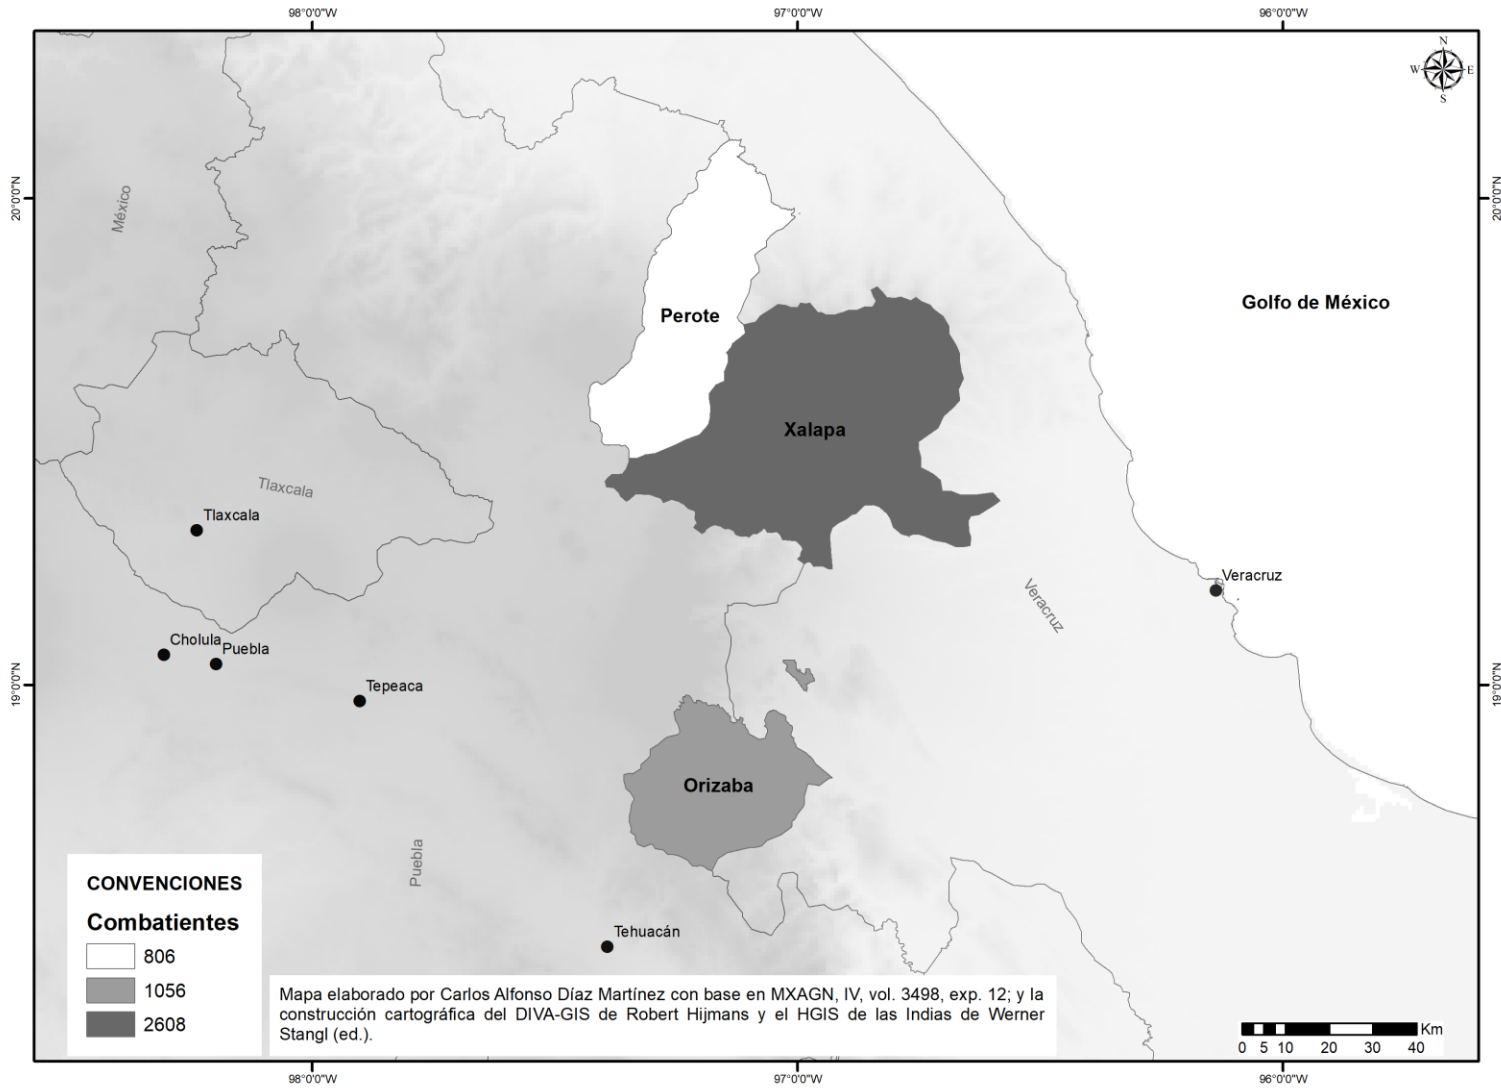 98°0'0"W
97°0'0"W
96°0'0"W
N
W E
S
20°0'0"N
20°0'0"N
México
Golfo de México
Perote
Xalapa
Tlaxcala
Tlaxcala
Veracruz
Veracruz
Cholula
Puebla
Tepeaca
19°0'0"N
19°0'0"N
Orizaba
Puebla
Tehuacán
CONVENCIONES
Combatientes
806
1056
2608
Mapa elaborado por Carlos Alfonso Díaz Martínez con base en MXAGN, IV, vol. 3498, exp. 12; y la
construcción cartográfica del DIVA-GIS de Robert Hijmans y el HGIS de las Indias de Werner
Stangl (ed.).
Km
0 5 10 20 30 40
98°0'0"W
97°0'0"W
96°0'0"W